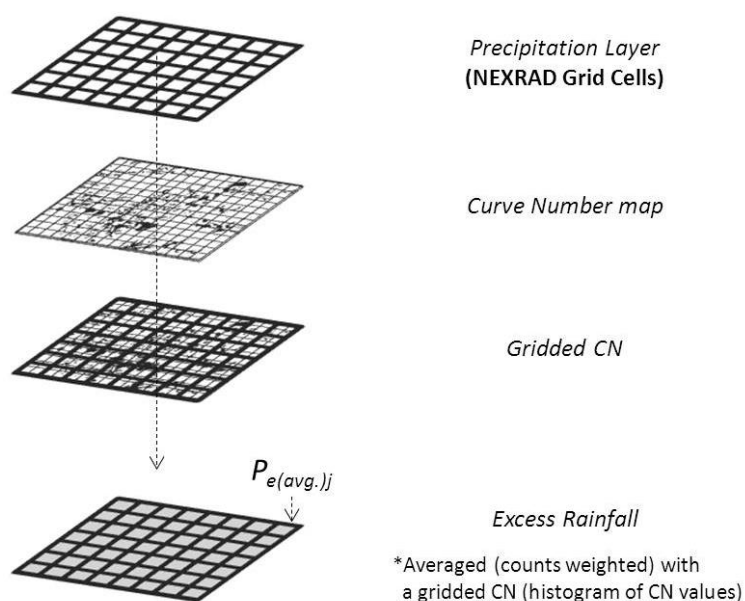 Precipitation Layer
(NEXRAD Grid Cells)
Curve Number map
Gridded CN
P e(avg.)j
Excess Rainfall
*Averaged (counts weighted) with
a gridded CN (histogram of CN values)